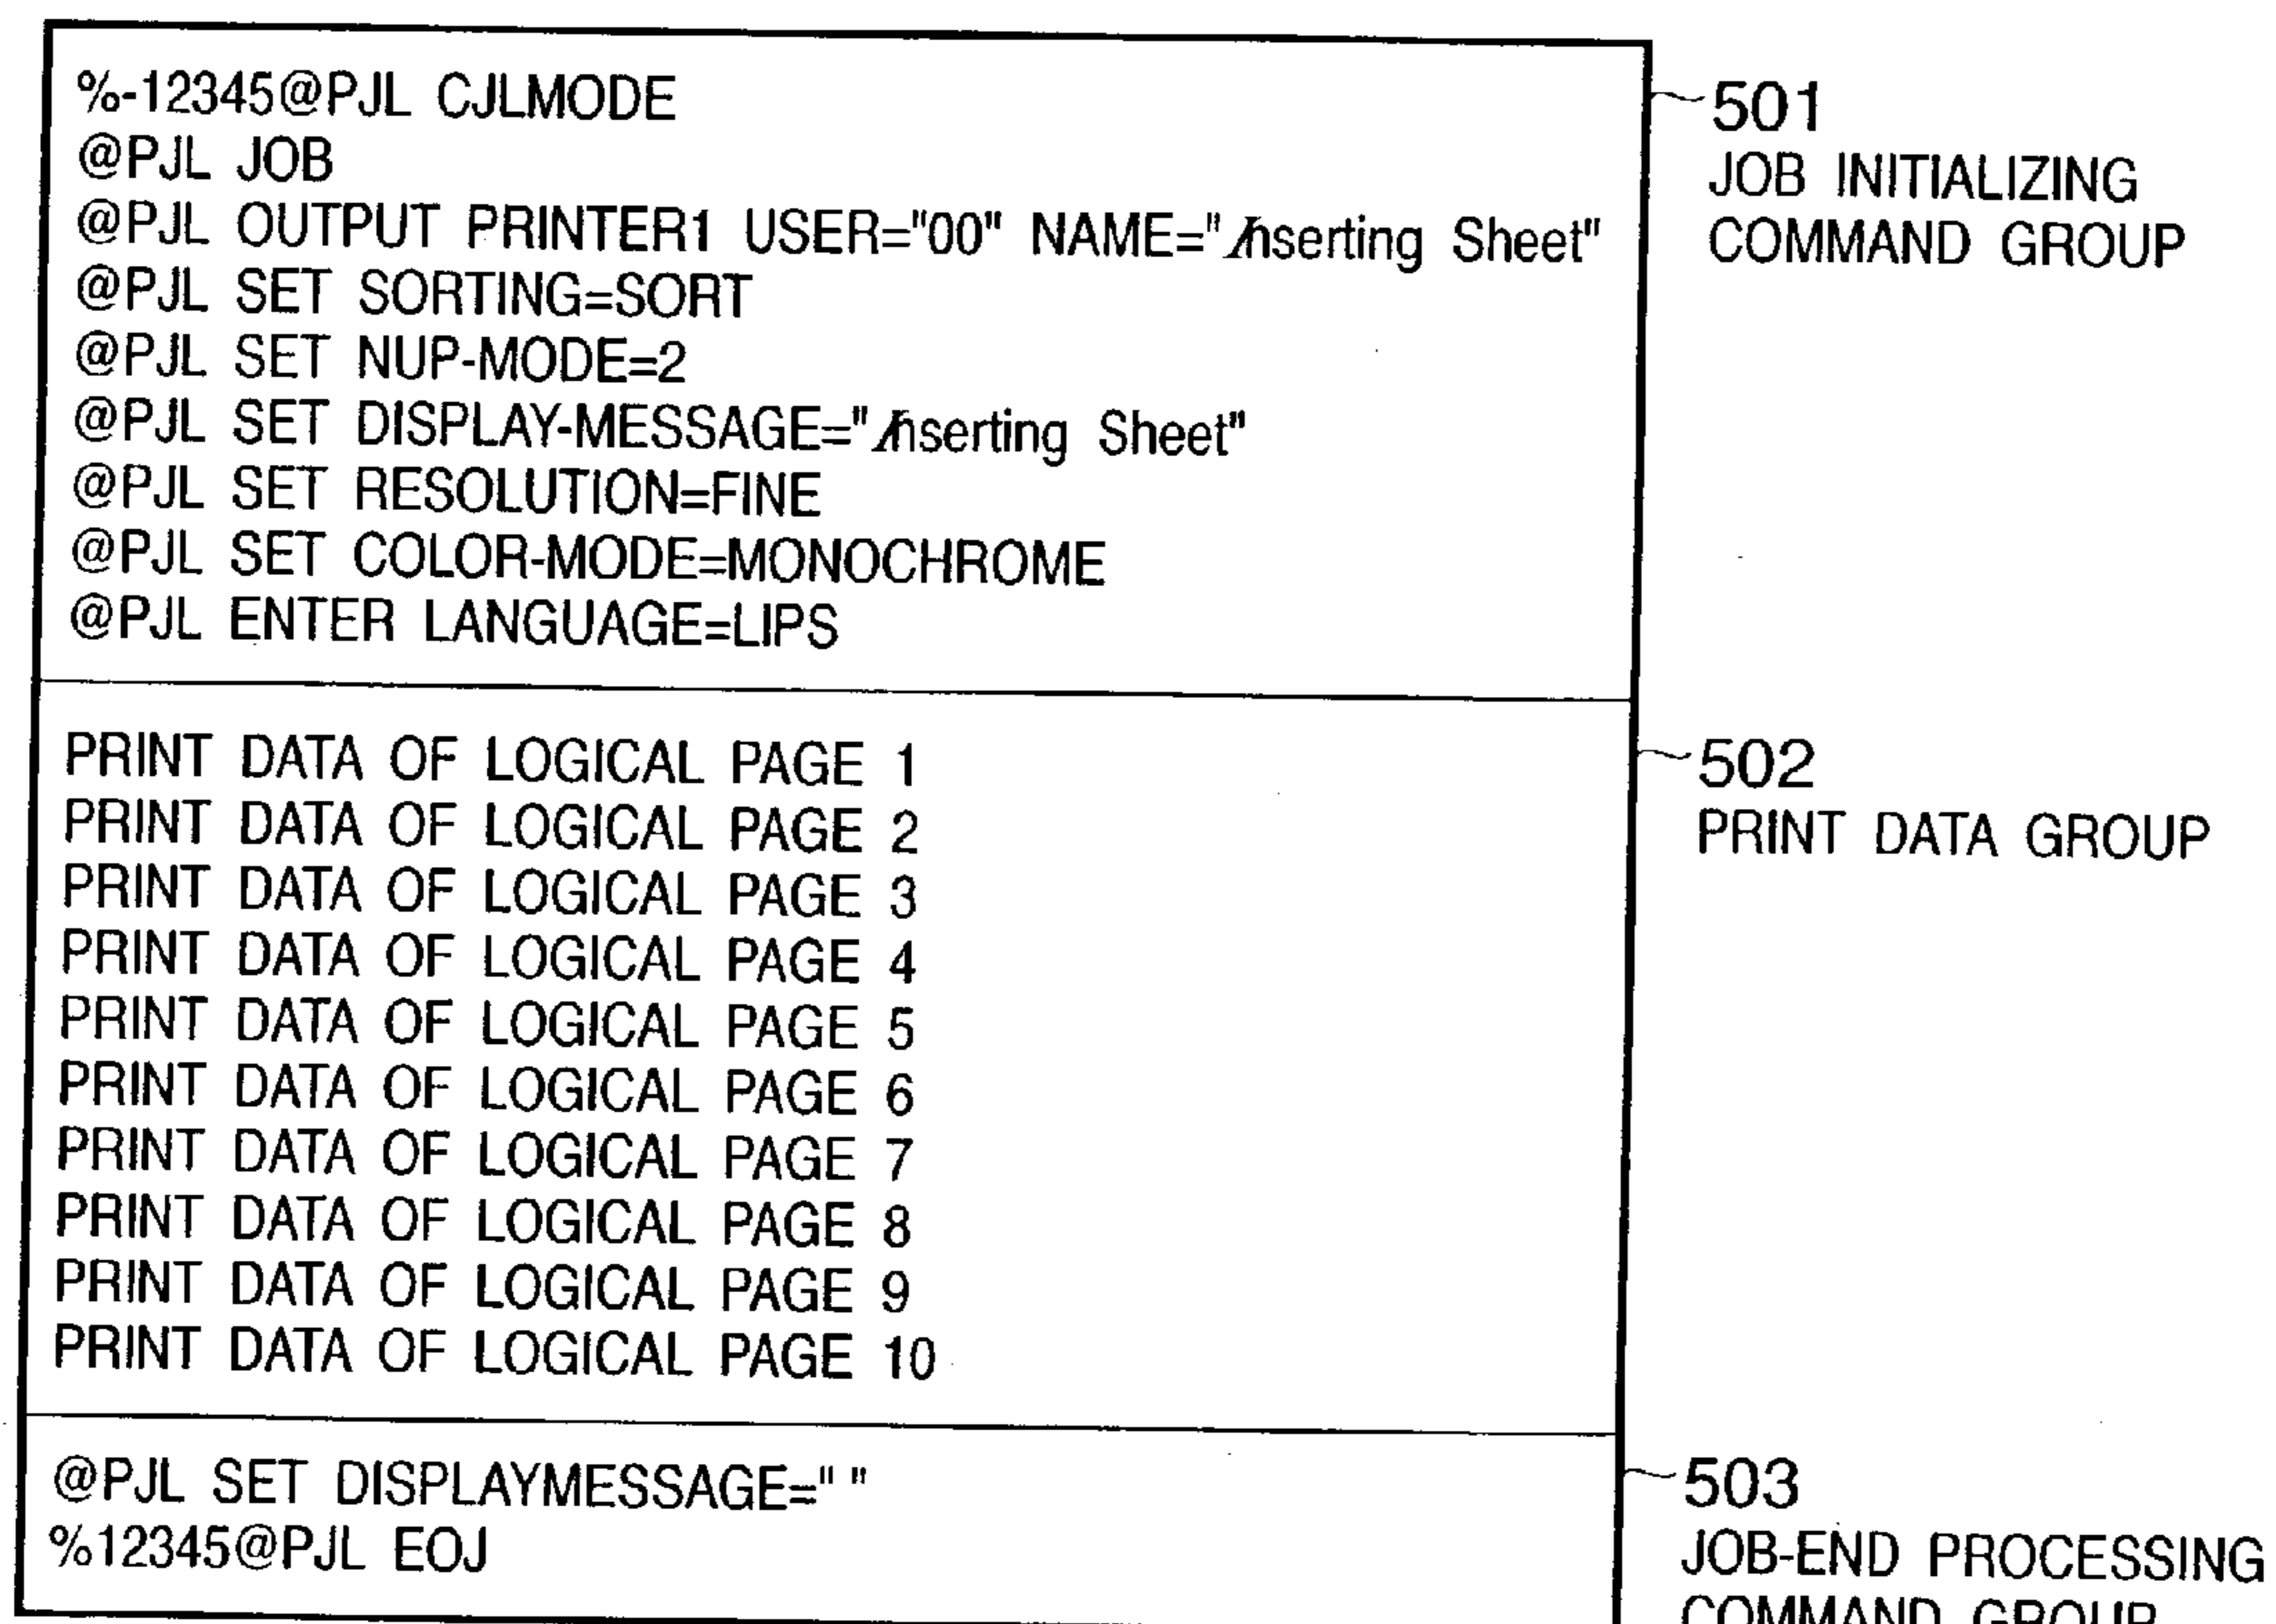 %-12345@PJL CJLMODE
@PJL JOB
@PJL OUTPUT PRINTER1 USER="00" NAME="Inserting Sheet"
@PJL SET SORTING=SORT
@PJL SET NUP-MODE=2
@PJL SET DISPLAY-MESSAGE="Inserting Sheet"
@PJL SET RESOLUTION=FINE
@PJL SET COLOR-MODE=MONOCHROME
@PJL ENTER LANGUAGE=LIPS
501
JOB INITIALIZING
COMMAND GROUP
PRINT DATA OF LOGICAL PAGE 1
PRINT DATA OF LOGICAL PAGE 2
PRINT DATA OF LOGICAL PAGE 3
PRINT DATA OF LOGICAL PAGE 4
PRINT DATA OF LOGICAL PAGE 5
PRINT DATA OF LOGICAL PAGE 6
PRINT DATA OF LOGICAL PAGE 7
PRINT DATA OF LOGICAL PAGE 8
PRINT DATA OF LOGICAL PAGE 9
PRINT DATA OF LOGICAL PAGE 10
502
PRINT DATA GROUP
@PJL SET DISPLAYMESSAGE=" "
%12345@PJL EOJ
503
JOB-END PROCESSING
COMMAND GROUP